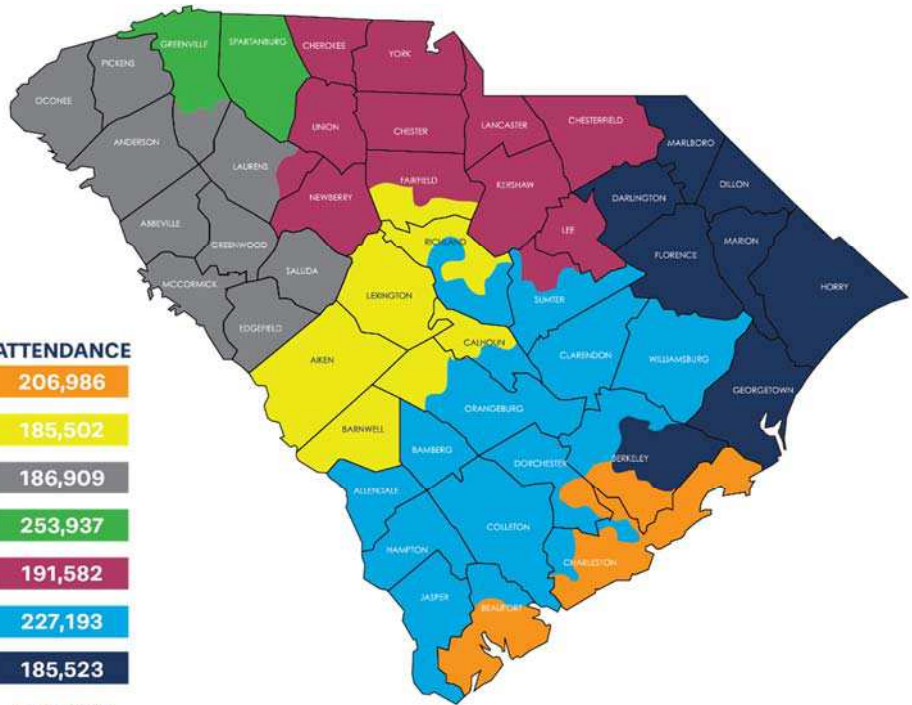 GREENVILLE
SPARTANBURG
CHEROKEE
YORK
PICKENS
OCONEE
UNION
CHESTER
LANCASTER
CHESTERFIELD
MARLBORO
ANDERSON
LAURENS
DILLON
NEWBERRY
FAIRFIELD
KERSHAW
DARLINGTON
ABBEVILLE
GREENWOOD
LEE
MARION
RICHLAND
FLORENCE
SALUDA
MCCORMICK
LEXINGTON
SUMTER
HORRY
EDGEFIELD
CALHOUN
AIKEN
CLARENDON
WILLIAMSBURG
GEORGETOWN
ORANGEBURG
BARNWELL
BAMBERG
DORCHESTER
BERKELEY
ALLENDALE
COLLETON
HAMPTON
CHARLESTON
JASPER
BEAUFORT
ATTENDANCE
206,986
185,502
186,909
253,937
191,582
227,193
185,523